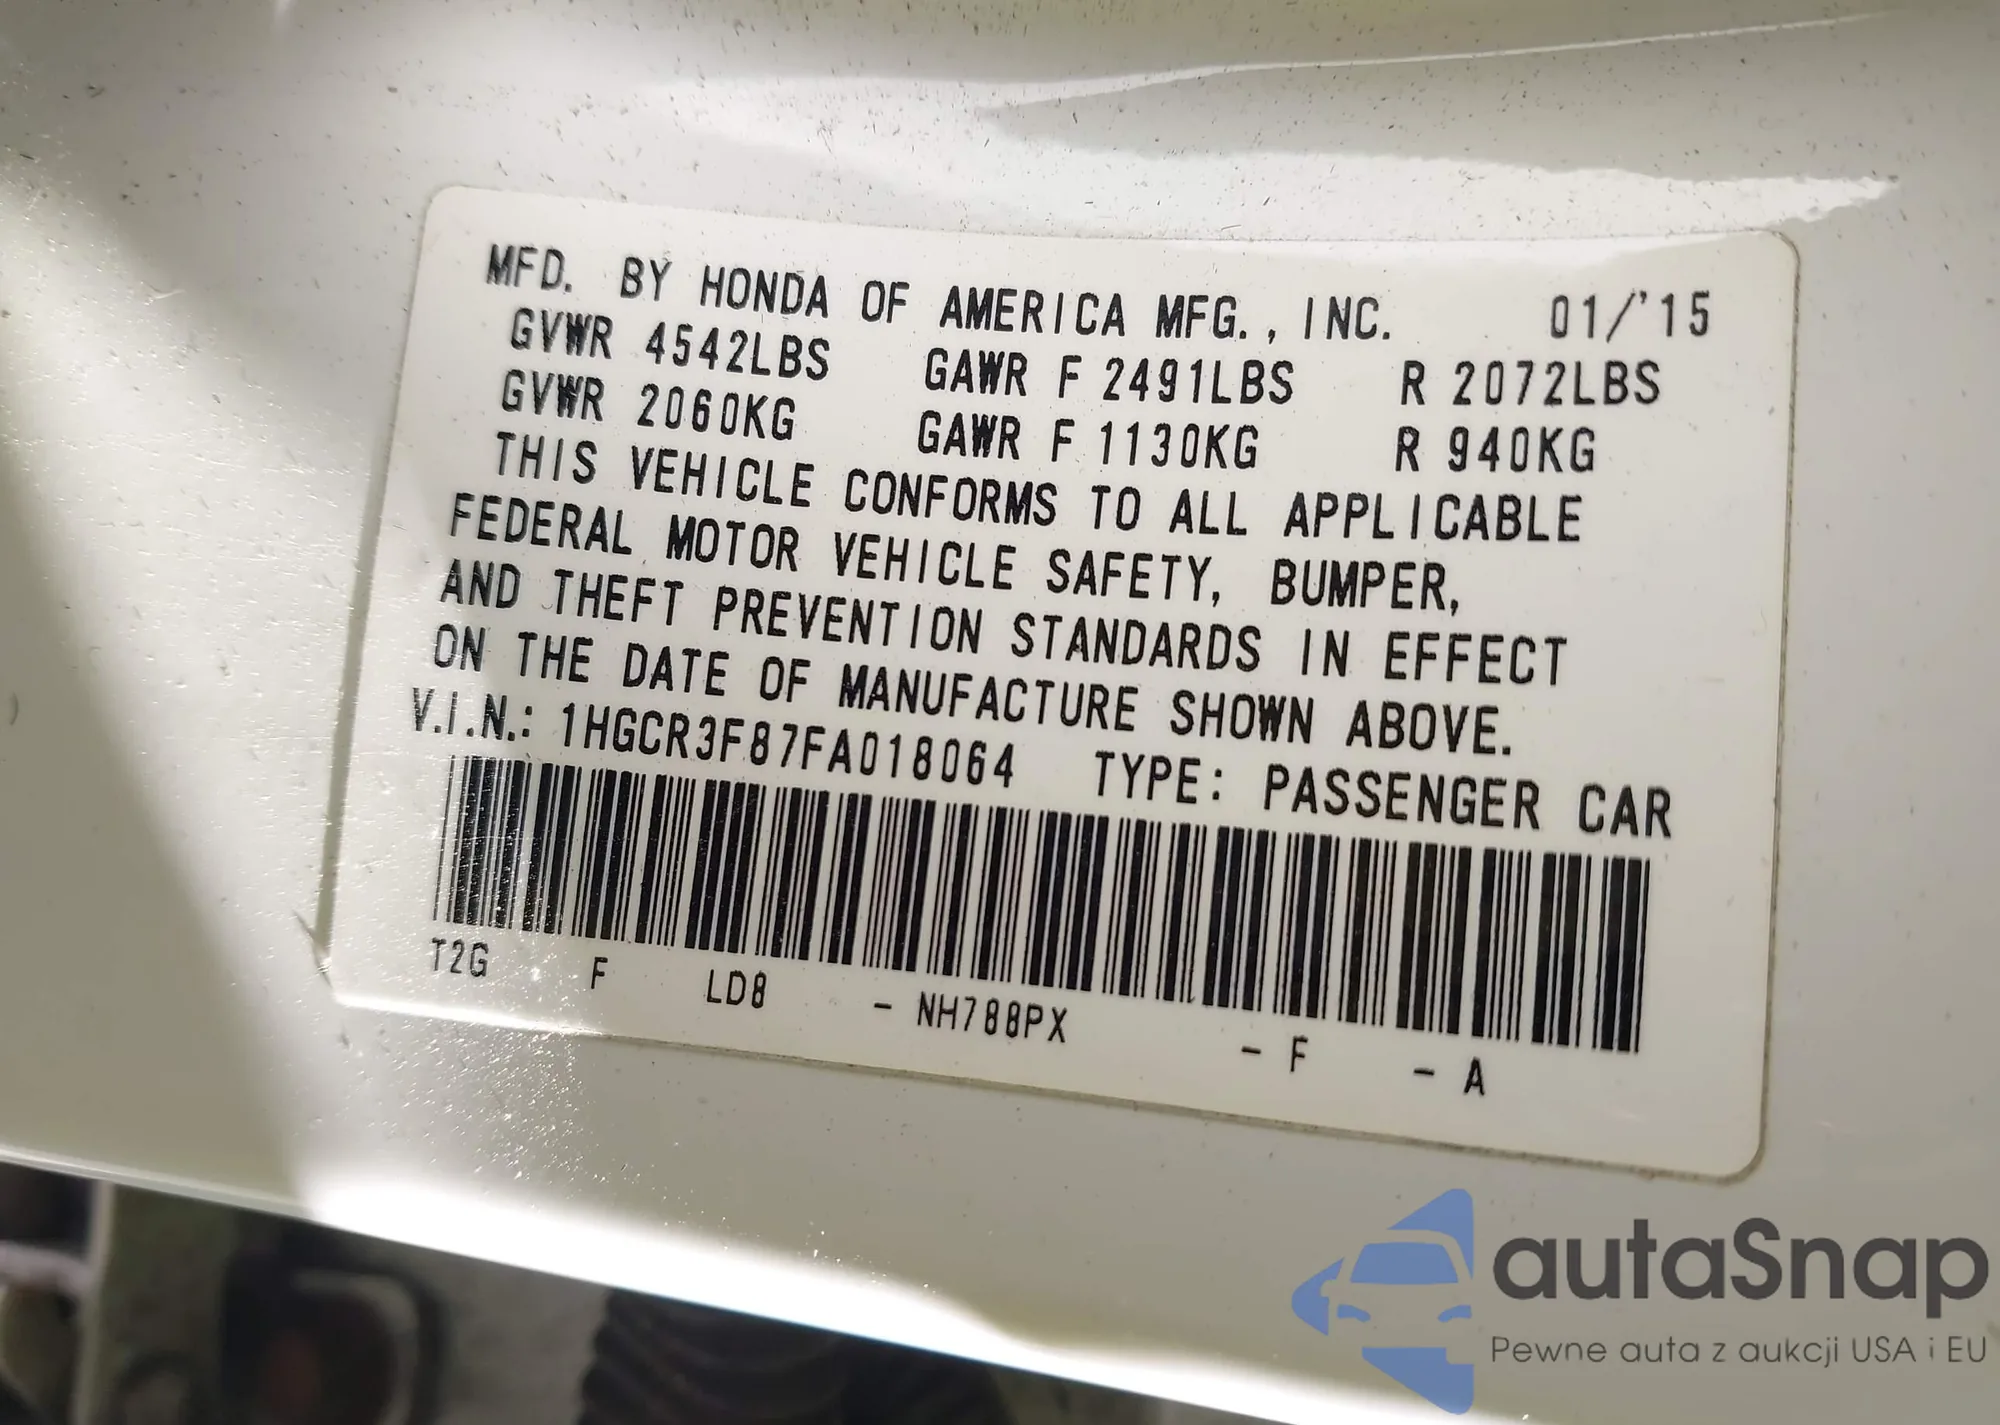 MFD. BY HONDA OF AMERICA MFG., INC. 01/'15
GVWR 4542LBS GAWR F 2491LBS R 2072LBS
GVWR 2060KG GAWR F 1130KG R 940KG
THIS VEHICLE CONFORMS TO ALL APPLICABLE
FEDERAL MOTOR VEHICLE SAFETY, BUMPER,
AND THEFT PREVENTION STANDARDS IN EFFECT
ON THE DATE OF MANUFACTURE SHOWN ABOVE.
V.I.N.: 1HGCR3F87FA018064 TYPE: PASSENGER CAR
T2G F LD8 - NH788PX - F - A
autaSnap
Pewne auta z aukcji USA i EU